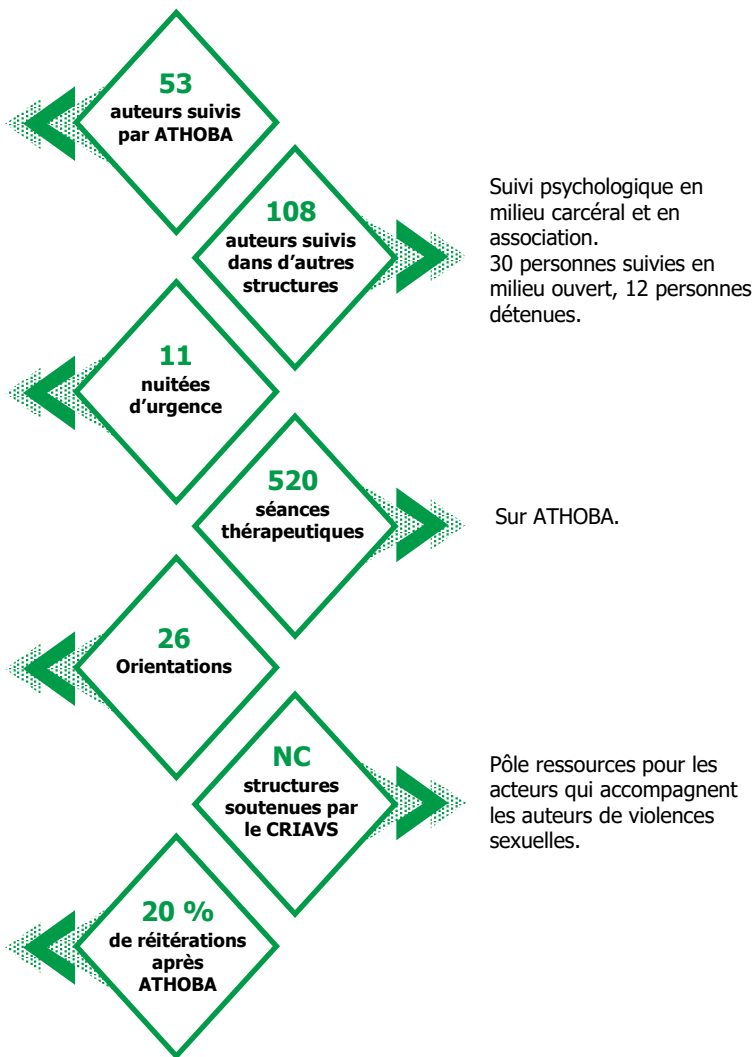 53
auteurs suivis
par ATHOBA
108
auteurs suivis
dans d'autres
structures
Suivi psychologique en
milieu carcéral et en
association.
30 personnes suivies en
milieu ouvert, 12 personnes
détenues.
11
nuitées
d'urgence
520
séances
thérapeutiques
Sur ATHOBA.
26
Orientations
NC
structures
soutenues par
le CRIAVS
Pôle ressources pour les
acteurs qui accompagnent
les auteurs de violences
sexuelles.
20 %
de réitérations
après
ATHOBA